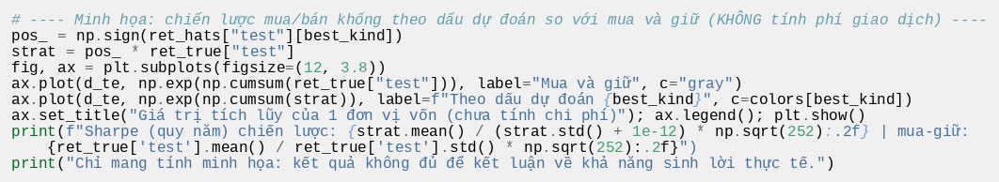 # ---- Minh họa: chiến lược mua/bán khống theo dấu dự đoán so với mua và giữ (KHÔNG tính phí giao dịch) ----
pos_ = np.sign(ret_hats["test"][best_kind])
strat = pos_ * ret_true["test"]
fig, ax = plt.subplots(figsize=(12, 3.8))
ax.plot(d_te, np.exp(np.cumsum(ret_true["test"])), label="Mua và giữ", c="gray")
ax.plot(d_te, np.exp(np.cumsum(strat)), label=f"Theo dấu dự đoán {best_kind}", c=colors[best_kind])
ax.set_title("Giá trị tích lũy của 1 đơn vị vốn (chưa tính chi phí)"); ax.legend(); plt.show()
print(f"Sharpe (quy năm) chiến lược: {strat.mean() / (strat.std() + 1e-12) * np.sqrt(252):.2f} | mua-giữ:
    {ret_true['test'].mean() / ret_true['test'].std() * np.sqrt(252):.2f}")
print("Chỉ mang tính minh họa: kết quả không đủ để kết luận về khả năng sinh lời thực tế.")